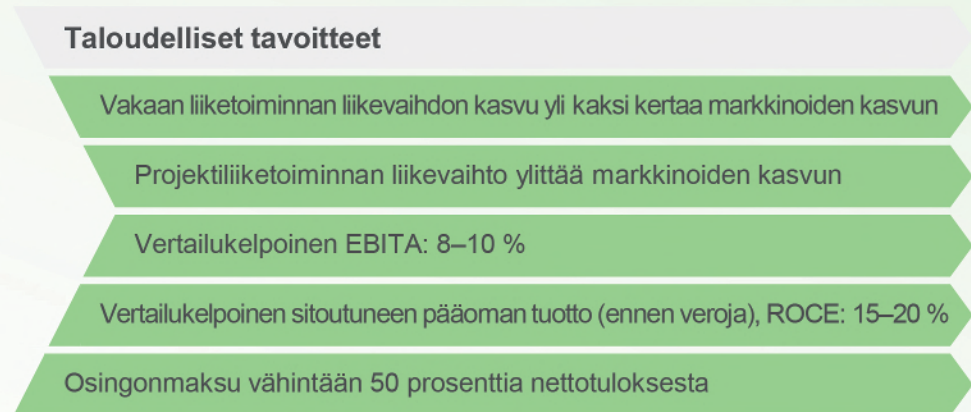 Taloudelliset tavoitteet
Vakaan liiketoiminnan liikevaihdon kasvu yli kaksi kertaa markkinoiden kasvun
Projektiliiketoiminnan liikevaihto ylittää markkinoiden kasvun
Vertailukelpoinen EBITA: 8–10 %
Vertailukelpoinen sitoutuneen pääoman tuotto (ennen veroja), ROCE: 15–20 %
Osingonmaksu vähintään 50 prosenttia nettotuloksesta